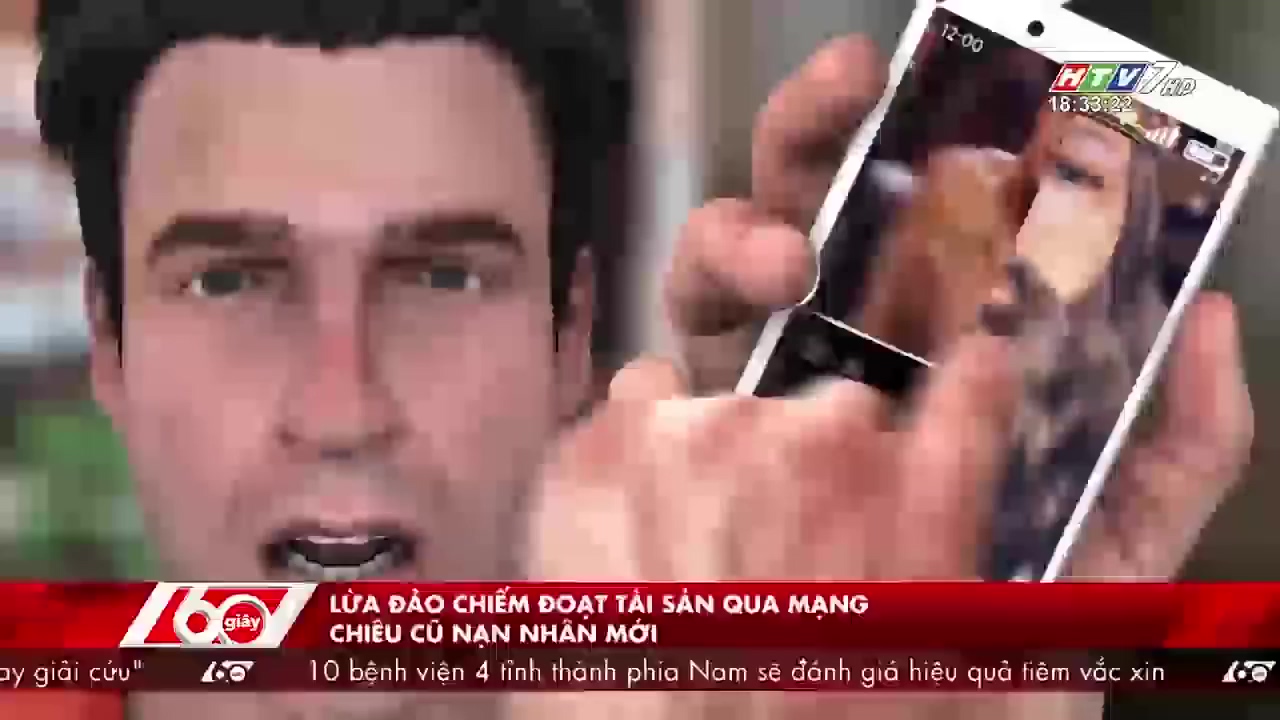 12:00
HTV7 HD
18:33:22
60 giây
LỪA ĐẢO CHIẾM ĐOẠT TÀI SẢN QUA MẠNG
CHIÊU CŨ NẠN NHÂN MỚI
ay giải cứu" 60 10 bệnh viện 4 tỉnh thành phía Nam sẽ đánh giá hiệu quả tiêm vắc xin 60